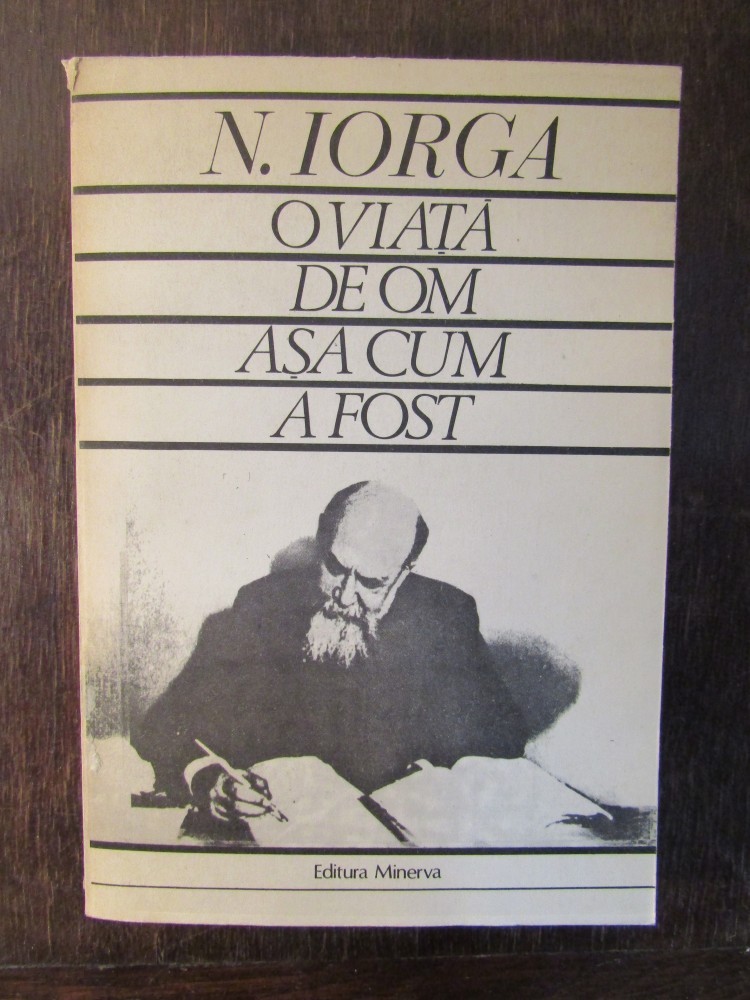 N. IORGA
O VIAȚĂ
DE OM
AȘA CUM
A FOST
Editura Minerva